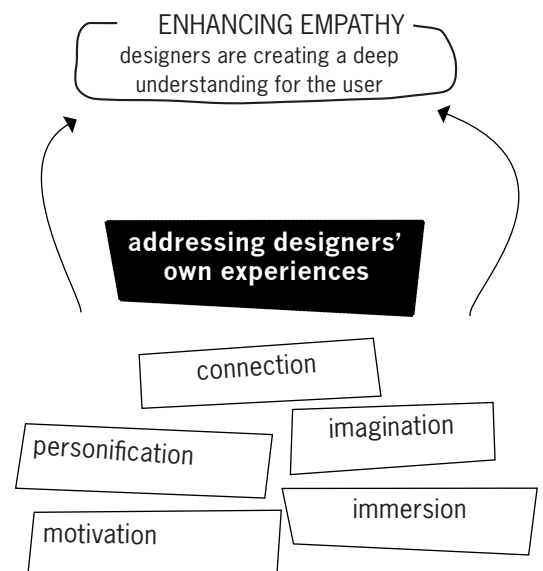 ENHANCING EMPATHY
designers are creating a deep
understanding for the user
addressing designers’
own experiences
connection
imagination
personification
immersion
motivation